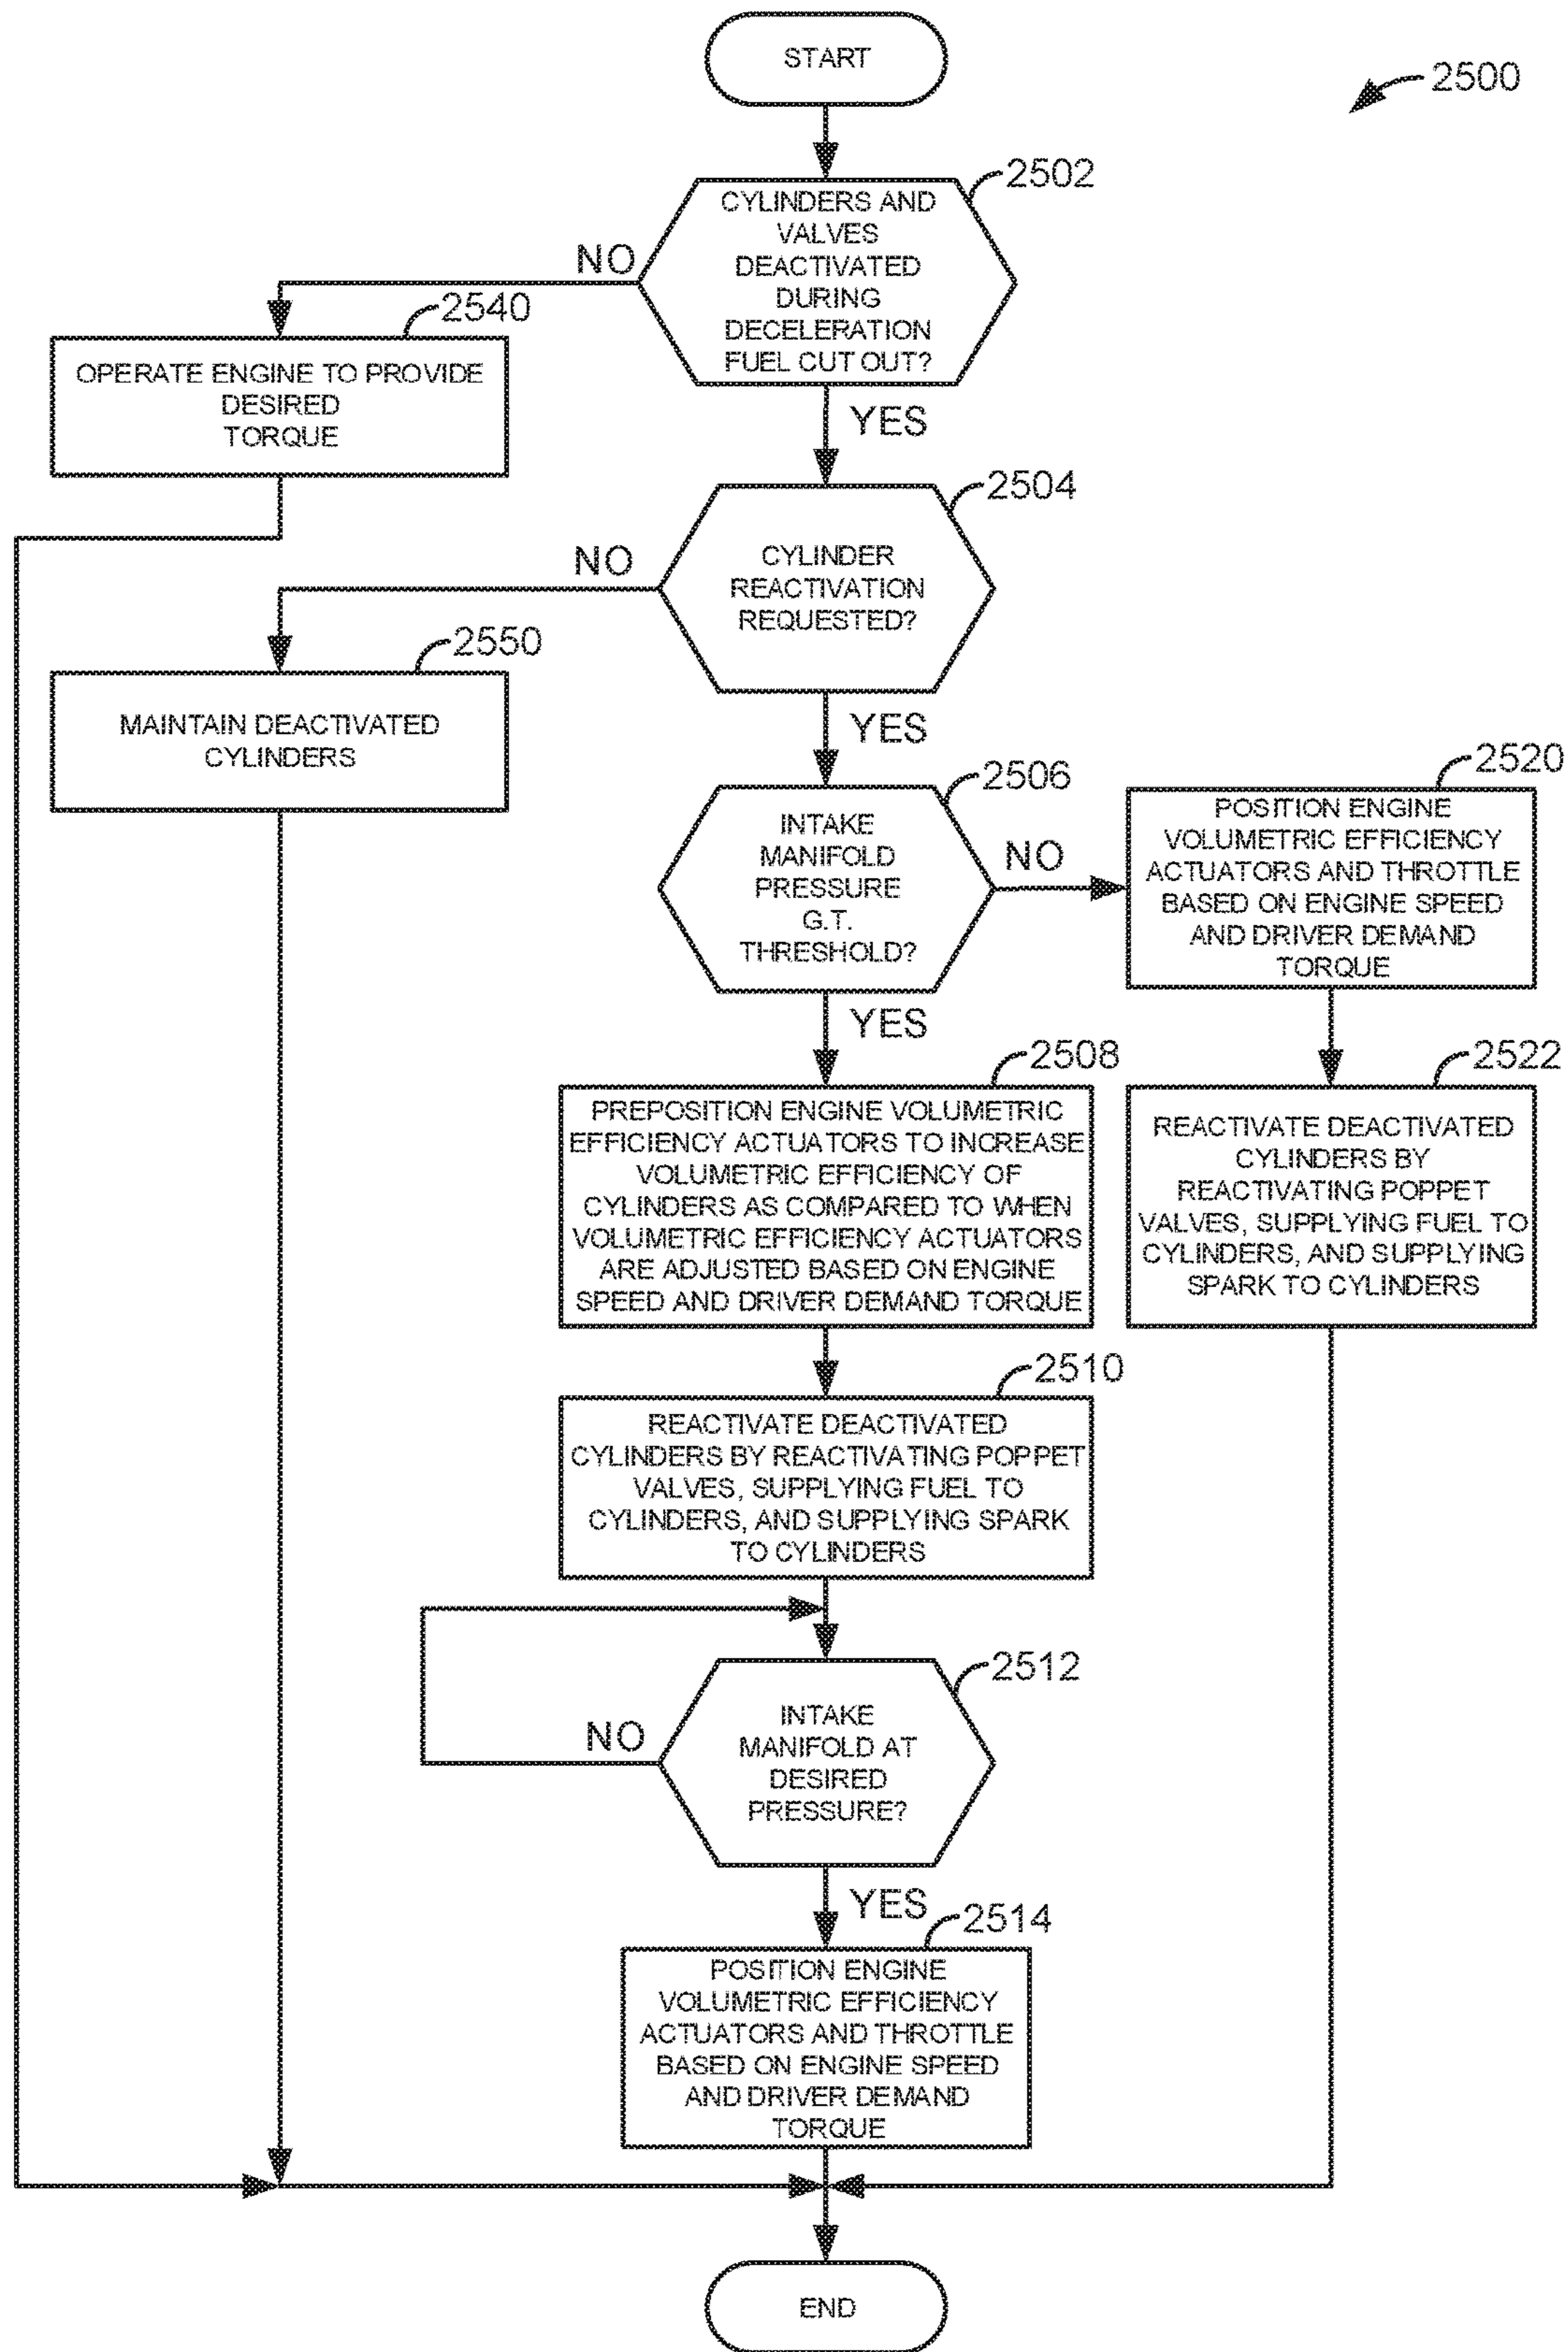 START
2500
2502
CYLINDERS AND
VALVES
DEACTIVATED
DURING
DECELERATION
FUEL CUT OUT?
NO
2540
OPERATE ENGINE TO PROVIDE
DESIRED
TORQUE
YES
2504
CYLINDER
REACTIVATION
REQUESTED?
NO
2550
MAINTAIN DEACTIVATED
CYLINDERS
YES
2506
INTAKE
MANIFOLD
PRESSURE
G.T.
THRESHOLD?
NO
2520
POSITION ENGINE
VOLUMETRIC EFFICIENCY
ACTUATORS AND THROTTLE
BASED ON ENGINE SPEED
AND DRIVER DEMAND
TORQUE
YES
2508
PREPOSITION ENGINE VOLUMETRIC
EFFICIENCY ACTUATORS TO INCREASE
VOLUMETRIC EFFICIENCY OF
CYLINDERS AS COMPARED TO WHEN
VOLUMETRIC EFFICIENCY ACTUATORS
ARE ADJUSTED BASED ON ENGINE
SPEED AND DRIVER DEMAND TORQUE
2522
REACTIVATE DEACTIVATED
CYLINDERS BY
REACTIVATING POPPET
VALVES, SUPPLYING FUEL TO
CYLINDERS, AND SUPPLYING
SPARK TO CYLINDERS
2510
REACTIVATE DEACTIVATED
CYLINDERS BY REACTIVATING POPPET
VALVES, SUPPLYING FUEL TO
CYLINDERS, AND SUPPLYING SPARK
TO CYLINDERS
2512
INTAKE
MANIFOLD AT
DESIRED
PRESSURE?
NO
YES
2514
POSITION ENGINE
VOLUMETRIC EFFICIENCY
ACTUATORS AND THROTTLE
BASED ON ENGINE SPEED
AND DRIVER DEMAND
TORQUE
END